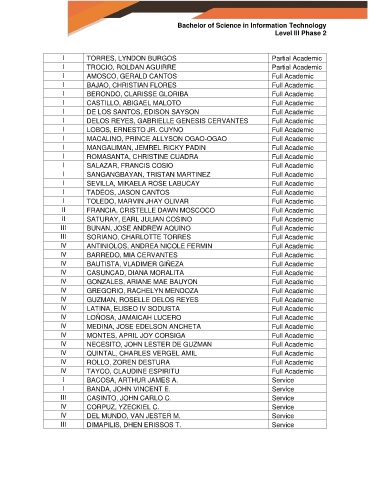 Bachelor of Science in Information Technology
Level III Phase 2
I TORRES, LYNDON BURGOS Partial Academic
I TROCIO, ROLDAN AGUIRRE Partial Academic
I AMOSCO, GERALD CANTOS Full Academic
I BAJAO, CHRISTIAN FLORES Full Academic
I BERONDO, CLARISSE GLORIBA Full Academic
I CASTILLO, ABIGAEL MALOTO Full Academic
I DE LOS SANTOS, EDISON SAYSON Full Academic
I DELOS REYES, GABRIELLE GENESIS CERVANTES Full Academic
I LOBOS, ERNESTO JR. CUYNO Full Academic
I MACALINO, PRINCE ALLYSON OGAO-OGAO Full Academic
I MANGALIMAN, JEMREL RICKY PADIN Full Academic
I ROMASANTA, CHRISTINE CUADRA Full Academic
I SALAZAR, FRANCIS COSIO Full Academic
I SANGANGBAYAN, TRISTAN MARTINEZ Full Academic
I SEVILLA, MIKAELA ROSE LABUCAY Full Academic
I TADEOS, JASON CANTOS Full Academic
I TOLEDO, MARVIN JHAY OLIVAR Full Academic
II FRANCIA, CRISTELLE DAWN MOSCOCO Full Academic
II SATURAY, EARL JULIAN COSINO Full Academic
III BUNAN, JOSE ANDREW AQUINO Full Academic
III SORIANO, CHARLOTTE TORRES Full Academic
IV ANTINIOLOS, ANDREA NICOLE FERMIN Full Academic
IV BARREDO, MIA CERVANTES Full Academic
IV BAUTISTA, VLADIMER GIÑEZA Full Academic
IV CASUNCAD, DIANA MORALITA Full Academic
IV GONZALES, ARIANE MAE BAUYON Full Academic
IV GREGORIO, RACHELYN MENDOZA Full Academic
IV GUZMAN, ROSELLE DELOS REYES Full Academic
IV LATINA, ELISEO IV SODUSTA Full Academic
IV LOÑOSA, JAMAICAH LUCERO Full Academic
IV MEDINA, JOSE EDELSON ANCHETA Full Academic
IV MONTES, APRIL JOY CORSIGA Full Academic
IV NECESITO, JOHN LESTER DE GUZMAN Full Academic
IV QUINTAL, CHARLES VERGEL AMIL Full Academic
IV ROLLO, ZOREN DESTURA Full Academic
IV TAYCO, CLAUDINE ESPIRITU Full Academic
I BACOSA, ARTHUR JAMES A. Service
I BANDA, JOHN VINCENT E. Service
III CASINTO, JOHN CARLO C. Service
IV CORPUZ, YZECKIEL C. Service
IV DEL MUNDO, VAN JESTER M. Service
III DIMAPILIS, DHEN ERISSOS T. Service